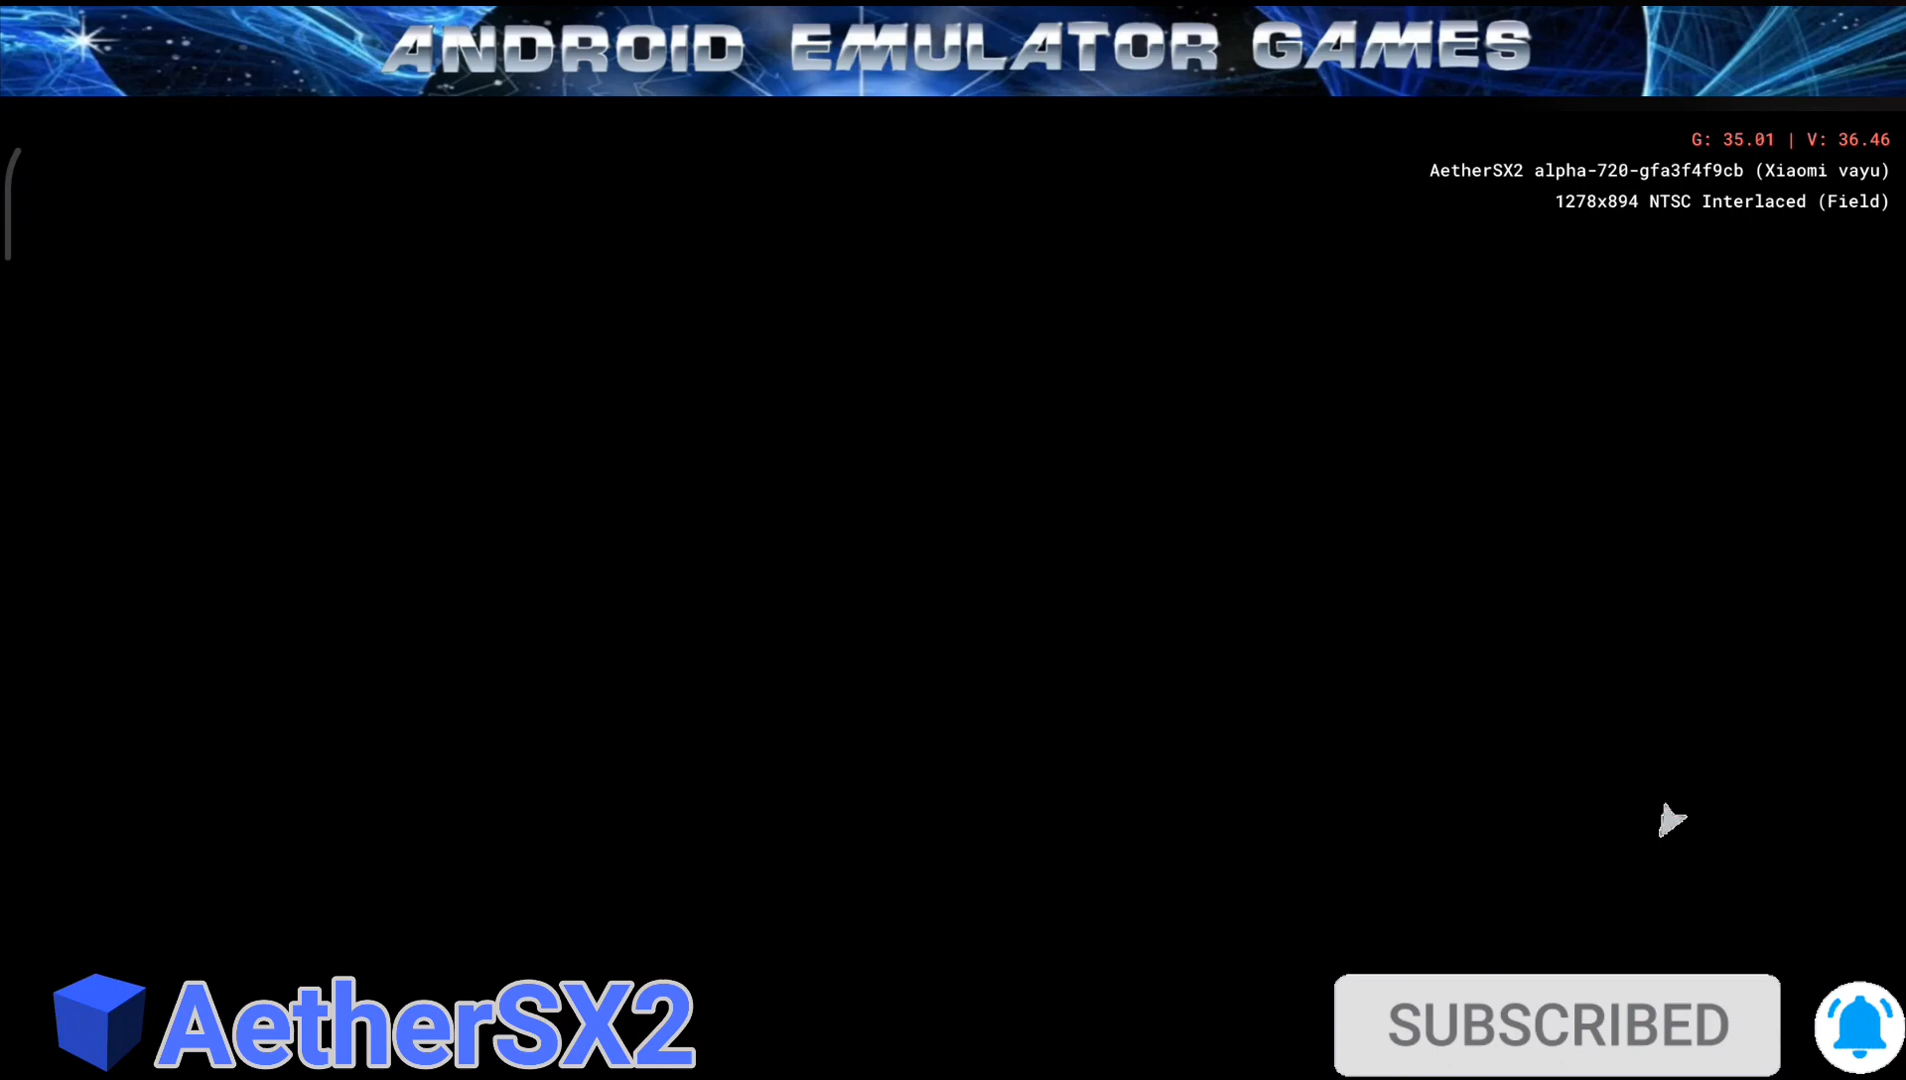 ANDROID EMULATOR GAMES
G: 35.01 | V: 36.46
AetherSX2 alpha-720-gfa3f4f9cb (Xiaomi vayu)
1278x894 NTSC Interlaced (Field)
AetherSX2
SUBSCRIBED